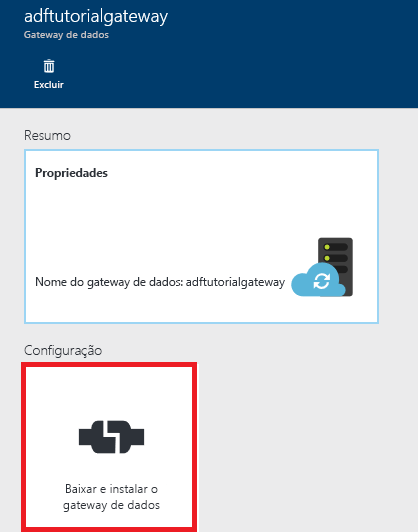 adftutorialgateway
Gateway de dados
Excluir
Resumo
Propriedades
Nome do gateway de dados: adftutorialgateway
Configuração
Baixar e instalar o
gateway de dados